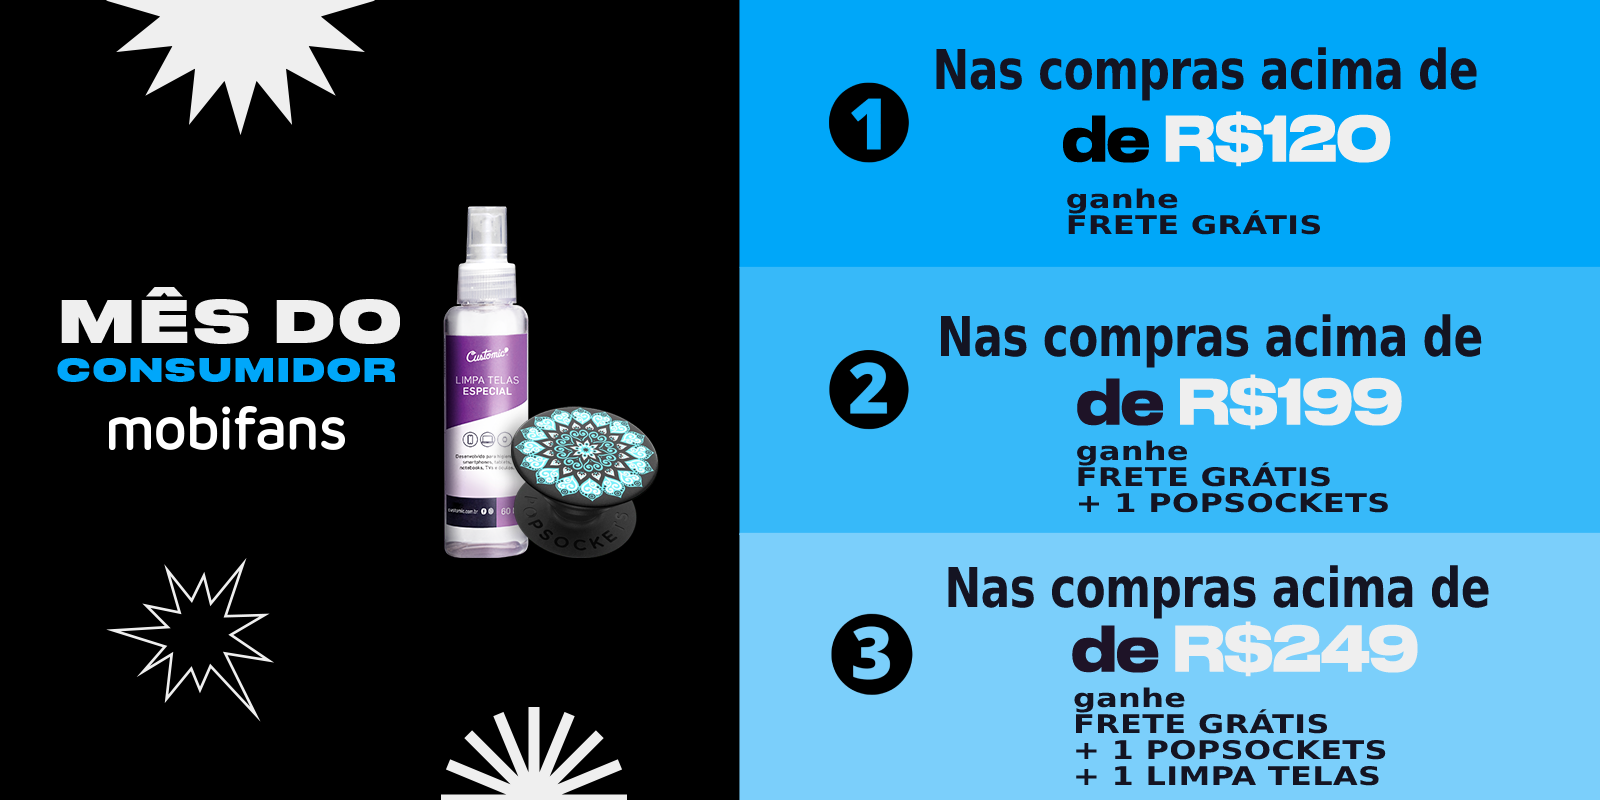 MÊS DO
CONSUMIDOR
mobifans
Customic
LIMPA TELAS
ESPECIAL
60
POPSOCKETS
1
Nas compras acima de
de R$120
ganhe
FRETE GRÁTIS
2
Nas compras acima de
de R$199
ganhe
FRETE GRÁTIS
+ 1 POPSOCKETS
3
Nas compras acima de
de R$249
ganhe
FRETE GRÁTIS
+ 1 POPSOCKETS
+ 1 LIMPA TELAS